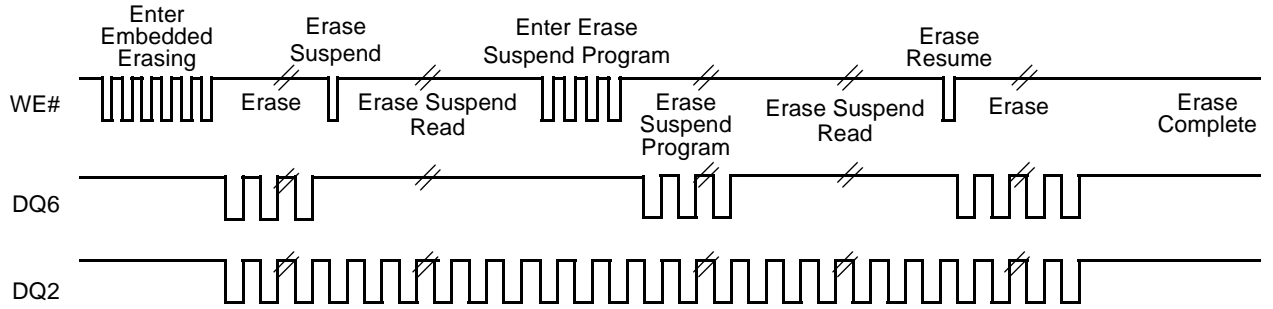 Enter
Embedded
Erasing
Erase
Suspend
Enter Erase
Suspend Program
Erase
Resume
WE#
Erase
Erase Suspend
Read
Erase
Suspend
Program
Erase Suspend
Read
Erase
Erase
Complete
DQ6
DQ2